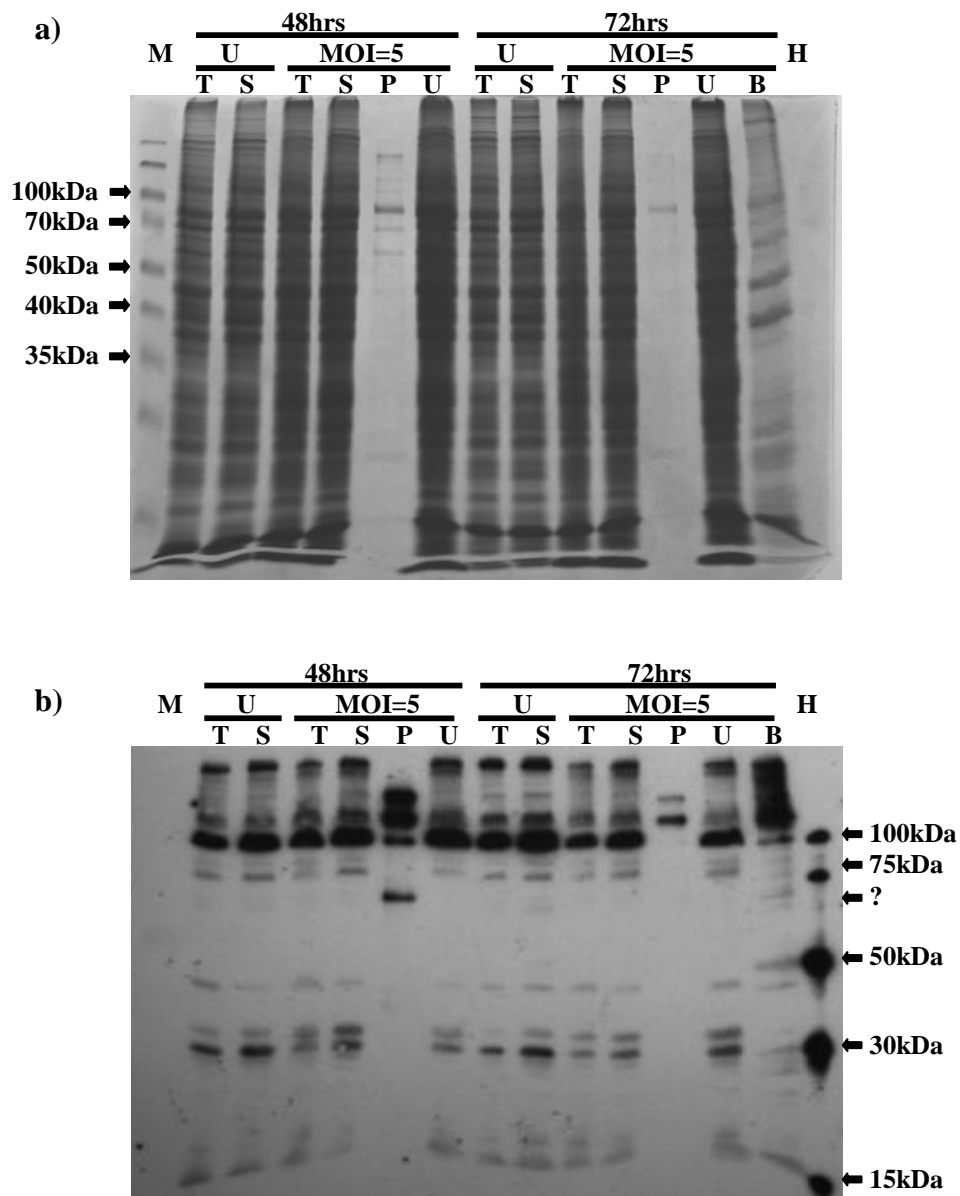 a)
48hrs 72hrs
M U MOI=5 U MOI=5 H
T S T S P U T S T S P U B
100kDa
70kDa
50kDa
40kDa
35kDa
b)
48hrs 72hrs
M U MOI=5 U MOI=5 H
T S T S P U T S T S P U B
100kDa
75kDa
?
50kDa
30kDa
15kDa